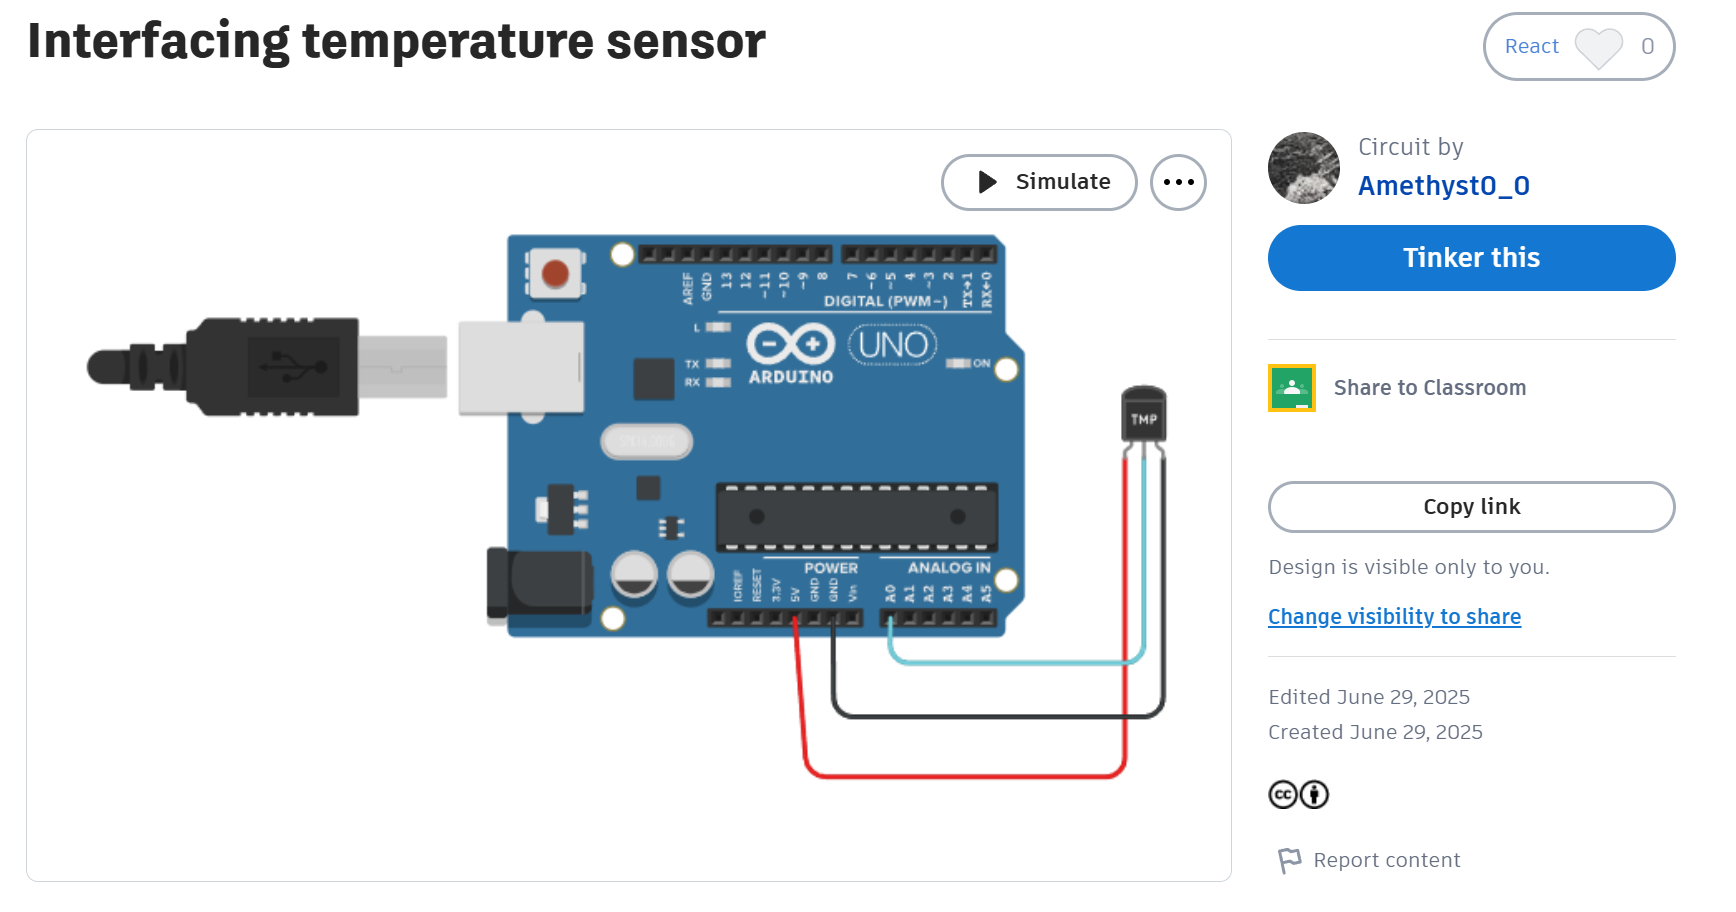 Interfacing temperature sensor
React 0
Simulate
Circuit by
Amethyst0_0
Tinker this
Share to Classroom
Copy link
Design is visible only to you.
Change visibility to share
Edited June 29, 2025
Created June 29, 2025
cc
Report content
AREF GND 13 12 ~11 ~10 ~9 8 7 ~6 ~5 4 ~3 2 TX→1 RX←0
DIGITAL (PWM~)
L
TX
RX
ARDUINO
UNO
ON
TMP
POWER
ANALOG IN
IOREF RESET 3.3V 5V GND GND Vin A0 A1 A2 A3 A4 A5